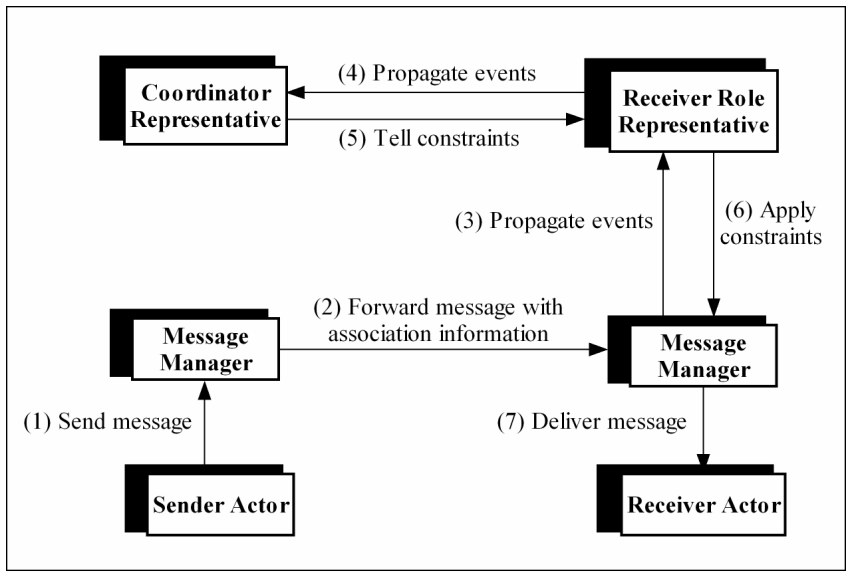 (4) Propagate events
Coordinator
Representative
Receiver Role
Representative
(5) Tell constraints
(3) Propagate events
(6) Apply
constraints
(2) Forward message with
association information
Message
Manager
Message
Manager
(1) Send message
(7) Deliver message
Sender Actor
Receiver Actor